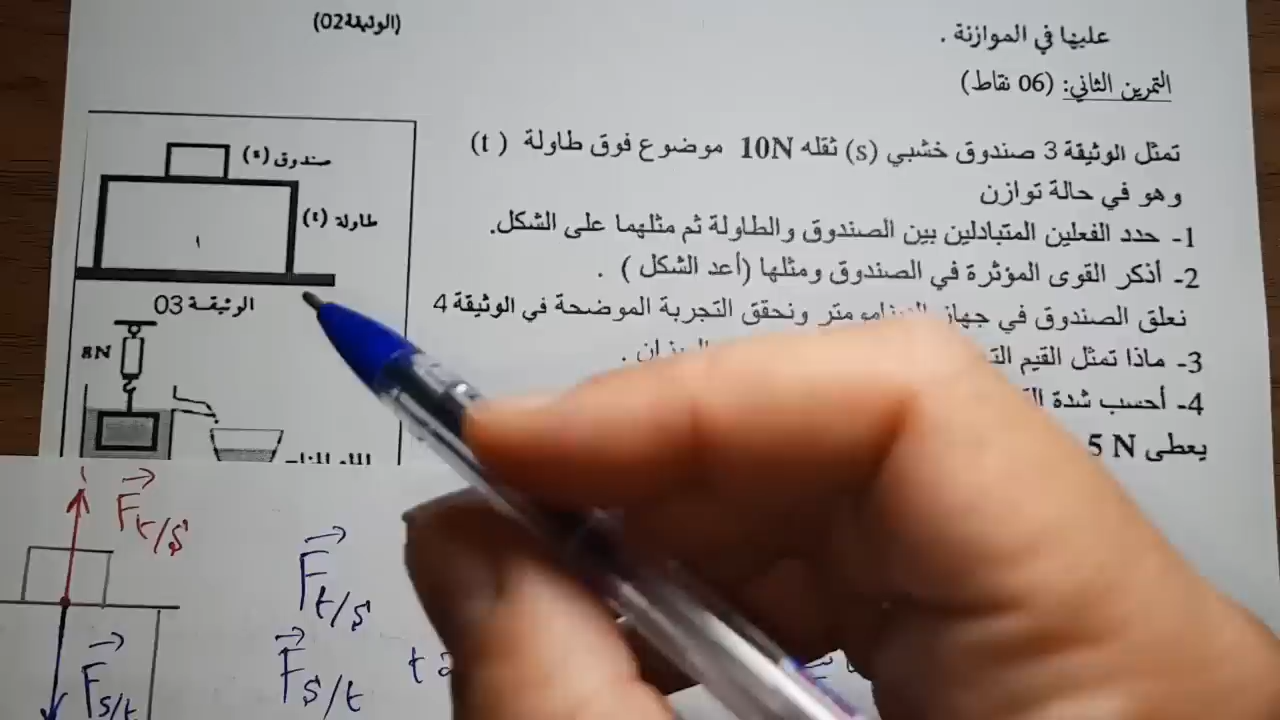 عليها في الموازنة .
(الوثيقة02)
التمرين الثاني: (06 نقاط)
تمثل الوثيقة 3 صندوق خشبي (s) ثقله 10N موضوع فوق طاولة ( t )
وهو في حالة توازن
1- حدد الفعلين المتبادلين بين الصندوق والطاولة ثم مثلهما على الشكل.
2- أذكر القوى المؤثرة في الصندوق ومثلها (أعد الشكل ) .
نعلق الصندوق في جهاز ونحقق التجربة الموضحة في الوثيقة 4
3- ماذا تمثل القيم
4- أحسب شدة
يعطى 5 N
صندوق (s)
طاولة (t)
الوثيقة 03
8N
F t/s
F s/t
F t/s
F s/t
t